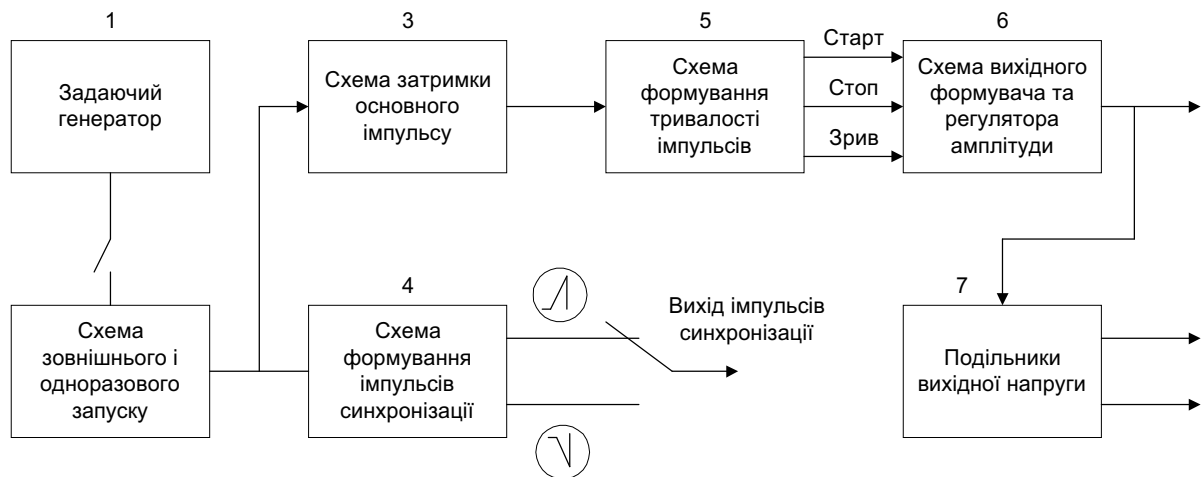 1
3
5
6
Задаючий
генератор
Схема затримки
основного
імпульсу
Схема
формування
тривалості
імпульсів
Старт
Стоп
Зрив
Схема вихідного
формувача та
регулятора
амплітуди
4
7
Схема
зовнішнього і
одноразового
запуску
Схема
формування
імпульсів
синхронізації
Вихід імпульсів
синхронізації
Подільники
вихідної напруги